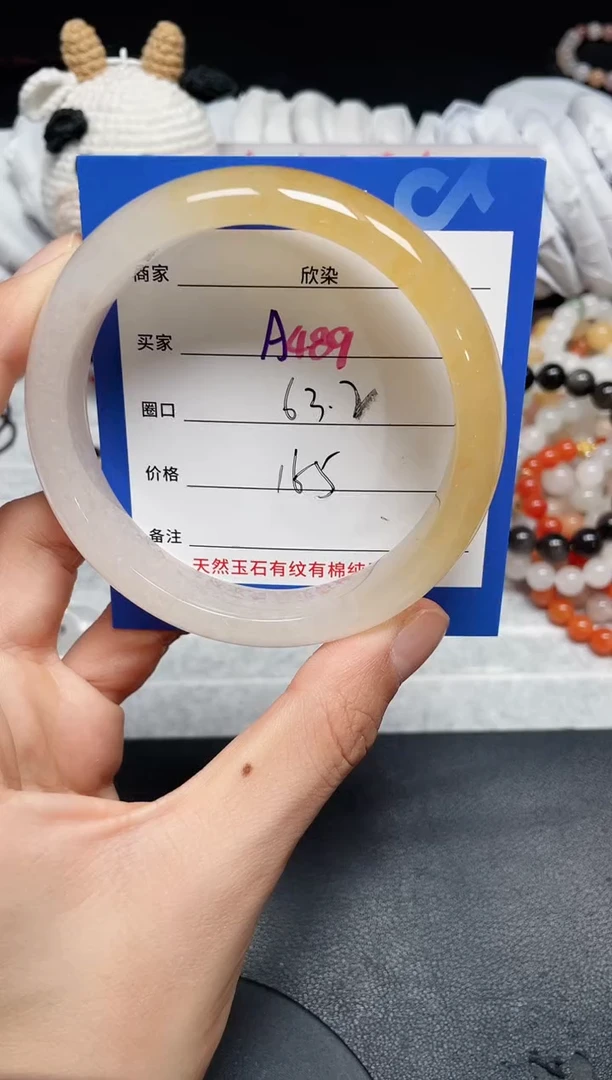 商家 欣染
买家 A489
圈口 63.2
价格 165
备注
天然玉石有纹有棉纯